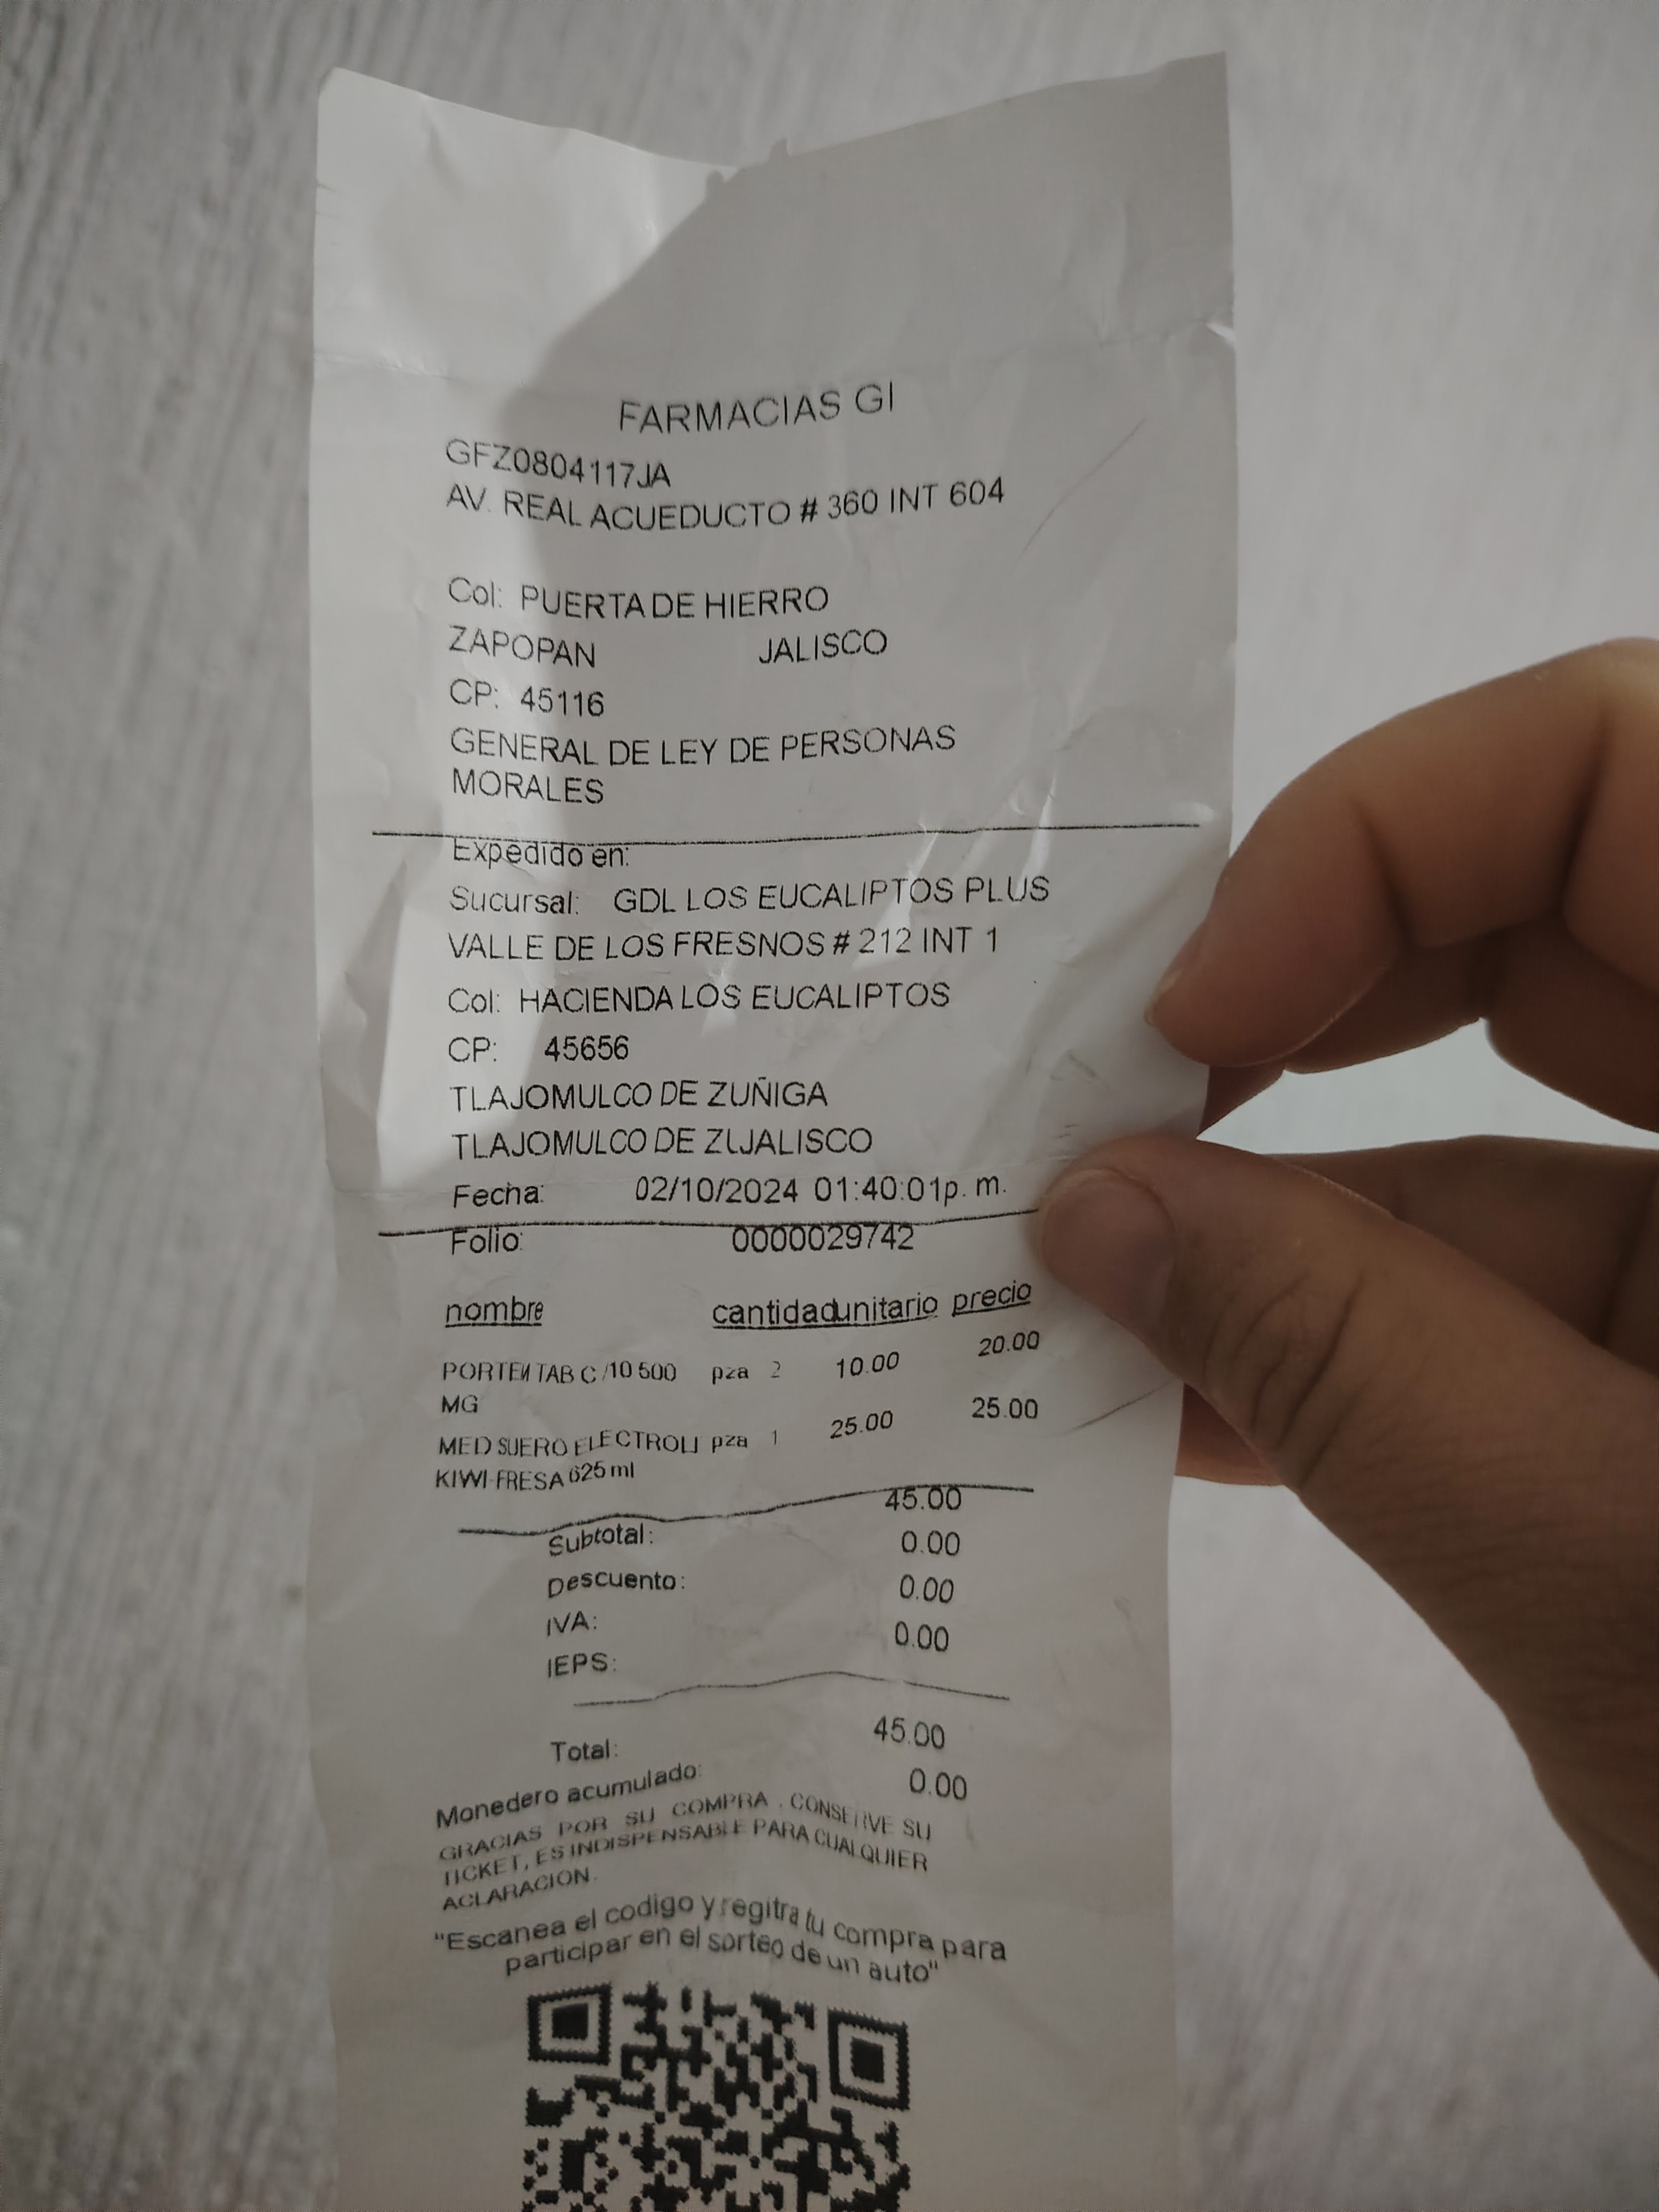 FARMACIAS GI
GFZ0804117JA
AV. REAL ACUEDUCTO # 360 INT 604
Col: PUERTA DE HIERRO
ZAPOPAN JALISCO
CP: 45116
GENERAL DE LEY DE PERSONAS
MORALES
Expedido en:
Sucursal: GDL LOS EUCALIPTOS PLUS
VALLE DE LOS FRESNOS # 212 INT 1
Col: HACIENDA LOS EUCALIPTOS
CP: 45656
TLAJOMULCO DE ZUÑIGA
TLAJOMULCO DE ZUJALISCO
Fecha: 02/10/2024 01:40:01p. m.
Folio: 0000029742
nombre cantidad unitario precio
PORTEM TAB C/10 500 pza 2 10.00 20.00
MG
MED SUERO ELECTROLI pza 1 25.00 25.00
KIWI-FRESA 625 ml
Subtotal: 45.00
Descuento: 0.00
IVA: 0.00
IEPS: 0.00
Total: 45.00
Monedero acumulado: 0.00
GRACIAS POR SU COMPRA . CONSERVE SU
TICKET, ES INDISPENSABLE PARA CUALQUIER
ACLARACION.
"Escanea el codigo y regitra tu compra para
participar en el sorteo de un auto"